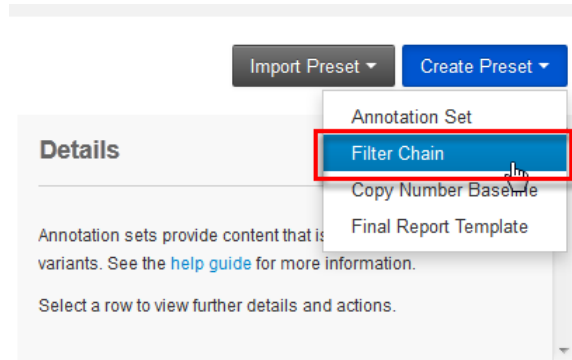 Import Preset
Create Preset
Annotation Set
Details
Filter Chain
Copy Number Baseline
Annotation sets provide content that is
Final Report Template
variants. See the help guide for more information.
Select a row to view further details and actions.